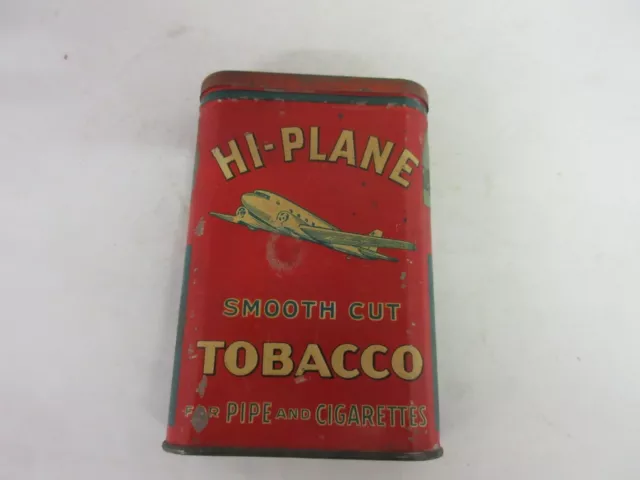 HI-PLANE
SMOOTH CUT
TOBACCO
FOR PIPE AND CIGARETTES